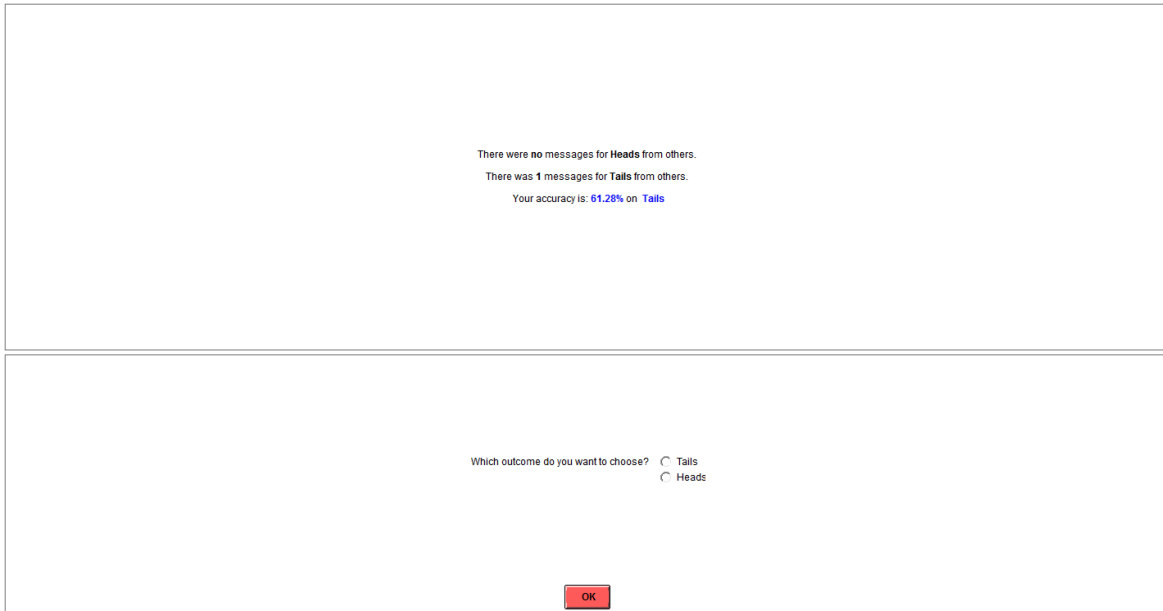 There were no messages for Heads from others.
There was 1 messages for Tails from others.
Your accuracy is: 61.28% on Tails
Which outcome do you want to choose? Tails
Heads
OK